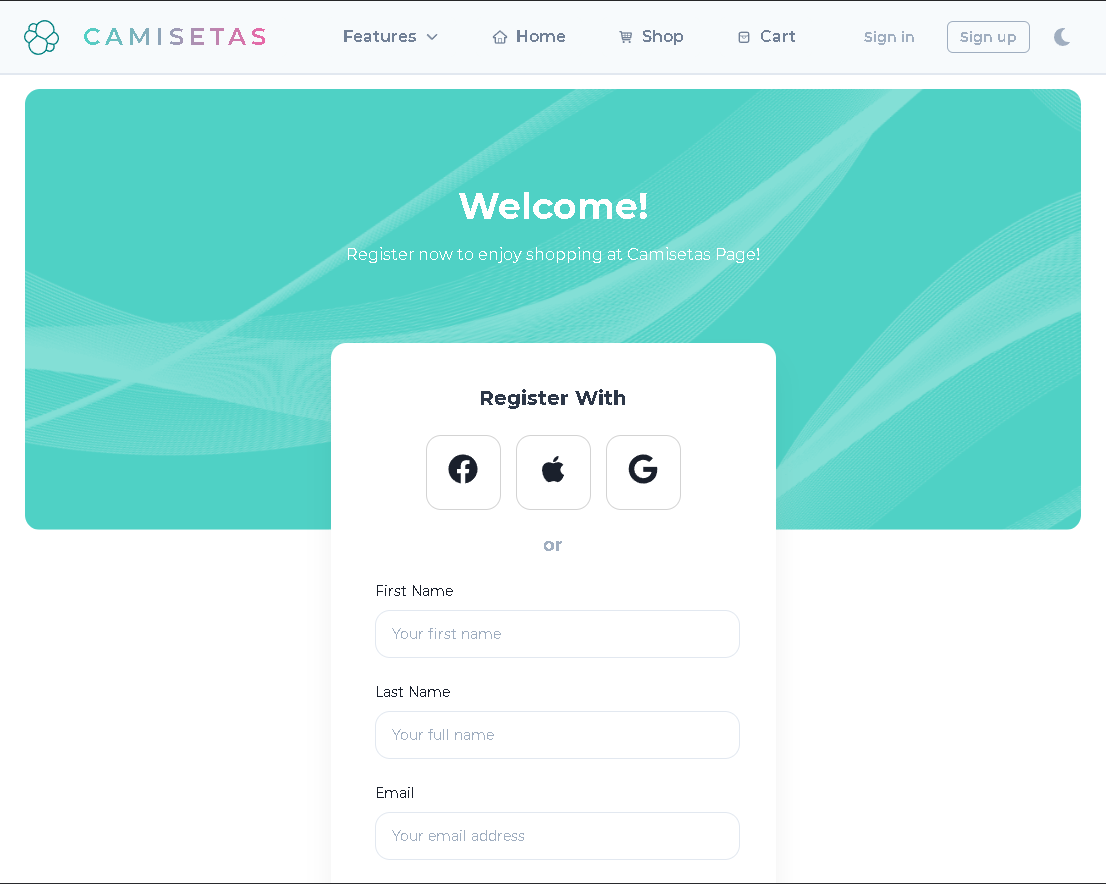 CAMISETAS Features Home Shop Cart Sign in Sign up
Welcome!
Register now to enjoy shopping at Camisetas Page!
Register With
or
First Name
Your first name
Last Name
Your full name
Email
Your email address